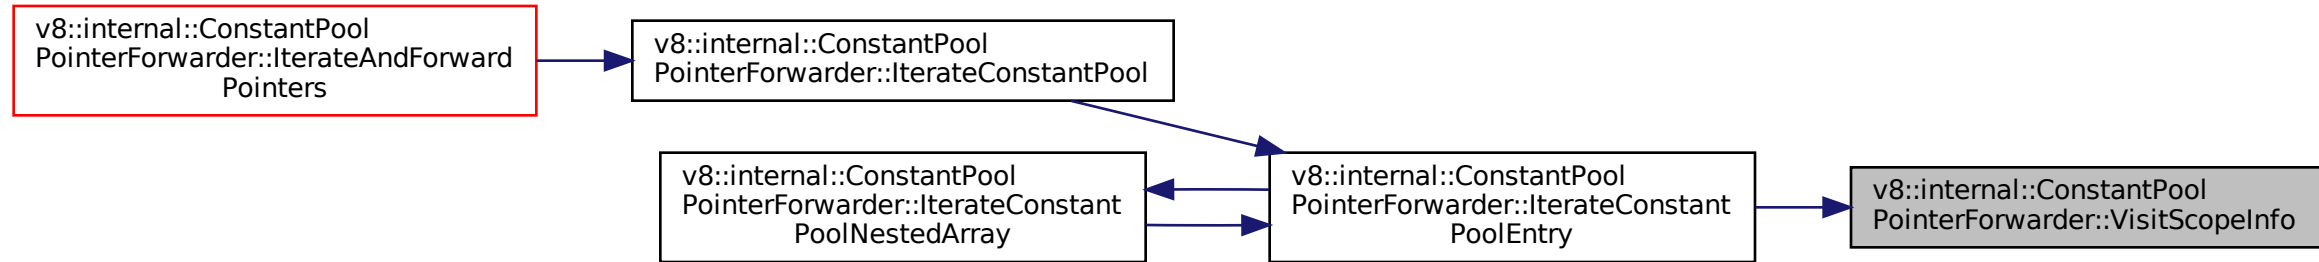 v8::internal::ConstantPool
PointerForwarder::IterateAndForward
Pointers
v8::internal::ConstantPool
PointerForwarder::IterateConstantPool
v8::internal::ConstantPool
PointerForwarder::IterateConstant
PoolNestedArray
v8::internal::ConstantPool
PointerForwarder::IterateConstant
PoolEntry
v8::internal::ConstantPool
PointerForwarder::VisitScopeInfo